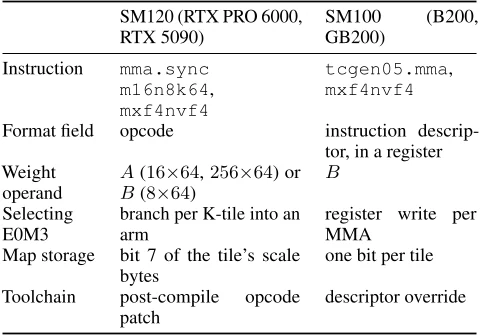 SM120 (RTX PRO 6000, SM100 (B200,
RTX 5090) GB200)
Instruction mma.sync tcgen05.mma,
m16n8k64, mxf4nvf4
mxf4nvf4
Format field opcode instruction descrip-
tor, in a register
Weight A (16×64, 256×64) or B
operand B (8×64)
Selecting branch per K-tile into an register write per
E0M3 arm MMA
Map storage bit 7 of the tile's scale one bit per tile
bytes
Toolchain post-compile opcode descriptor override
patch